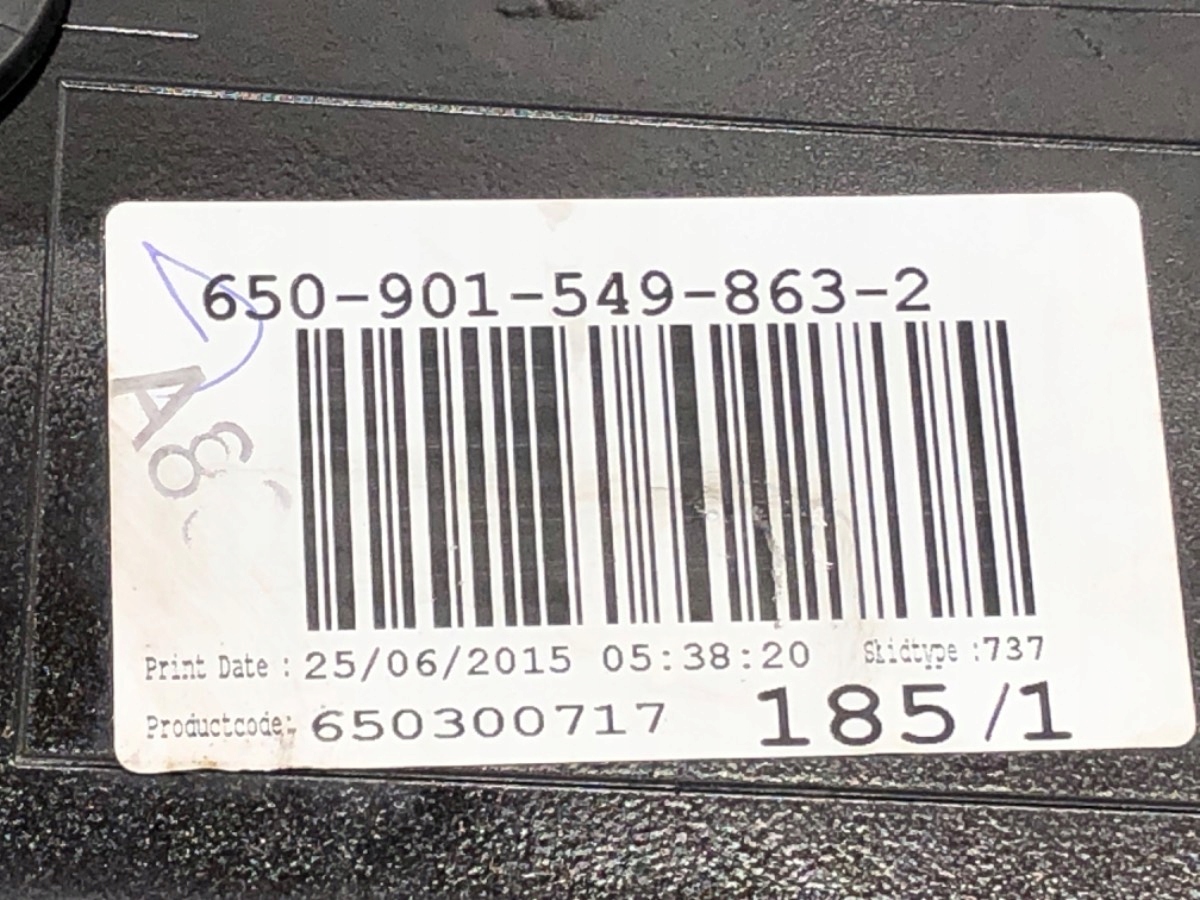 650-901-549-863-2
Print Date : 25/06/2015 05:38:20 Skidtype :737
Productcode: 650300717 185/1